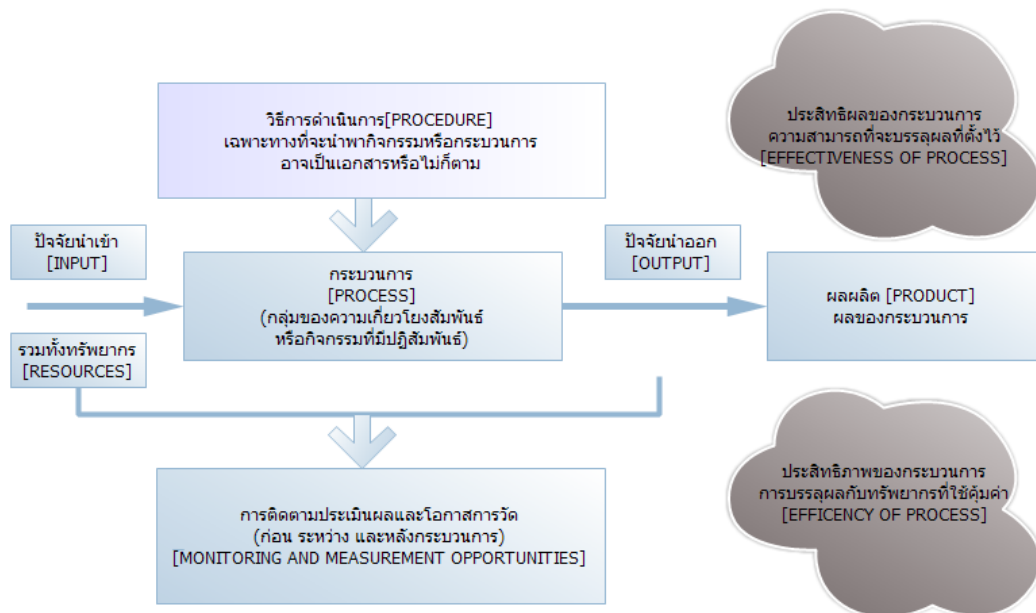 วิธีการดำเนินการ[PROCEDURE]
เฉพาะทางที่จะนำพากิจกรรมหรือกระบวนการ
อาจเป็นเอกสารหรือไม่ก็ตาม
ประสิทธิผลของกระบวนการ
ความสามารถที่จะบรรลุผลที่ตั้งไว้
[EFFECTIVENESS OF PROCESS]
ปัจจัยนำเข้า
[INPUT]
กระบวนการ
[PROCESS]
(กลุ่มของความเกี่ยวโยงสัมพันธ์
หรือกิจกรรมที่มีปฏิสัมพันธ์)
ปัจจัยนำออก
[OUTPUT]
ผลผลิต [PRODUCT]
ผลของกระบวนการ
รวมทั้งทรัพยากร
[RESOURCES]
การติดตามประเมินผลและโอกาสการวัด
(ก่อน ระหว่าง และหลังกระบวนการ)
[MONITORING AND MEASUREMENT OPPORTUNITIES]
ประสิทธิภาพของกระบวนการ
การบรรลุผลกับทรัพยากรที่ใช้คุ้มค่า
[EFFICENCY OF PROCESS]